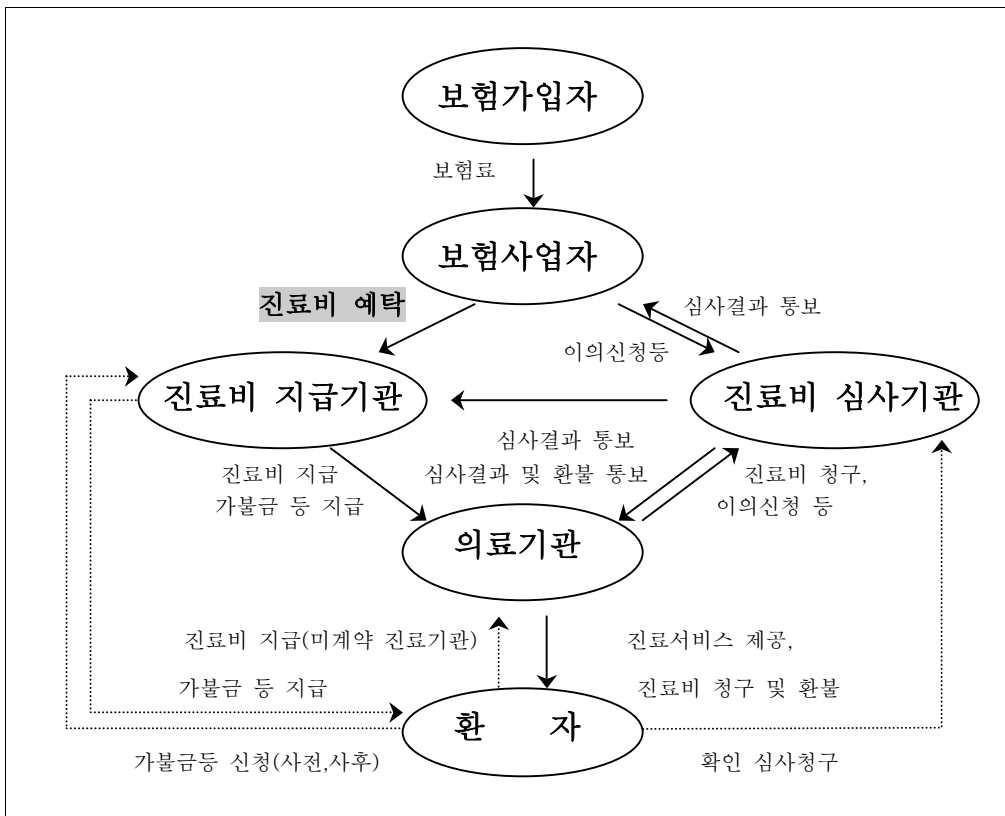 보험가입자
보험료
보험사업자
진료비 예탁
심사결과 통보
이의신청등
진료비 지급기관
진료비 심사기관
심사결과 통보
진료비 지급
가불금 등 지급
심사결과 및 환불 통보
진료비 청구,
이의신청 등
의료기관
진료비 지급(미계약 진료기관)
진료서비스 제공,
가불금 등 지급
진료비 청구 및 환불
환 자
가불금등 신청(사전,사후)
확인 심사청구